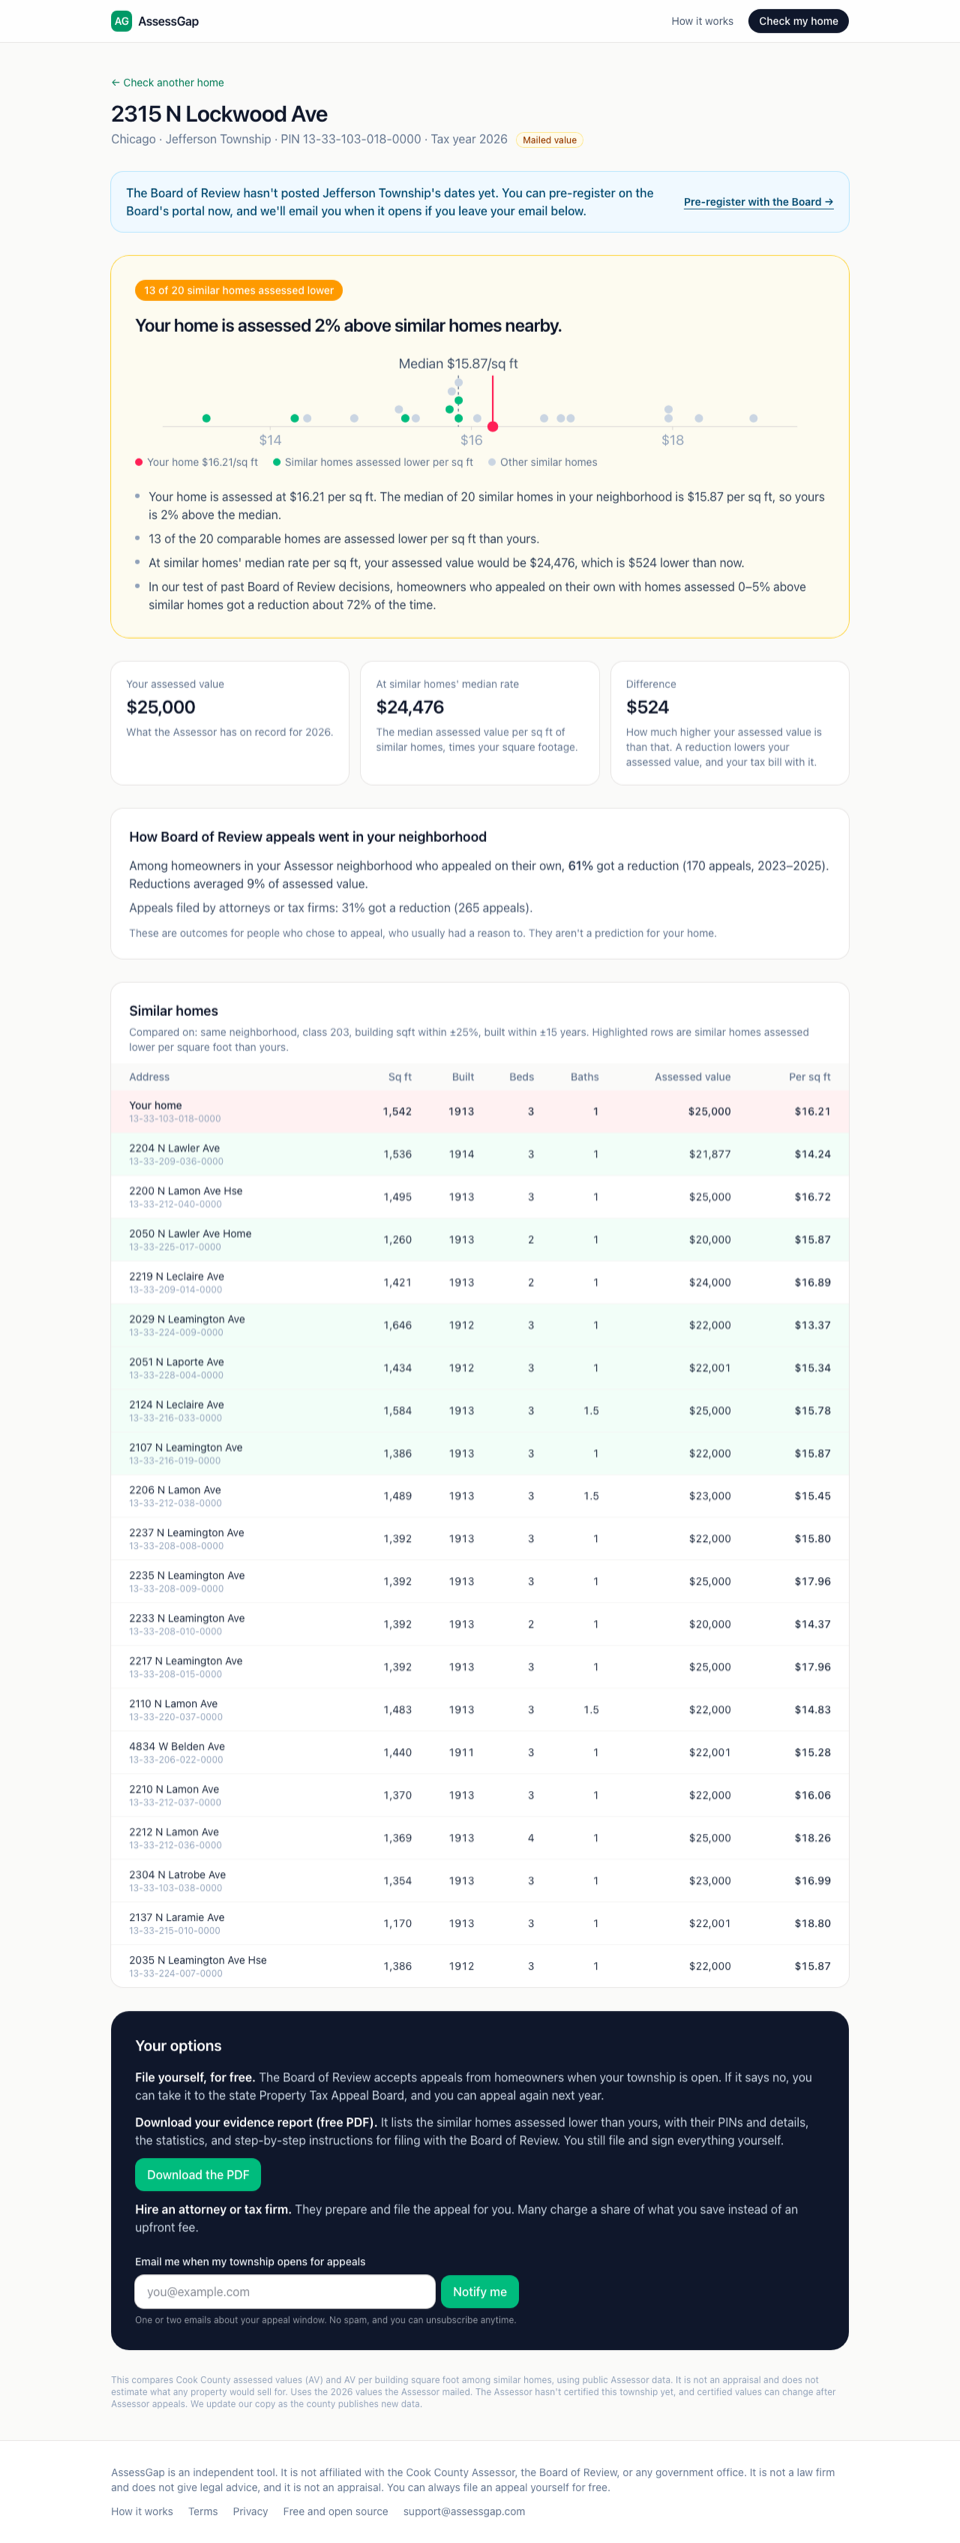 AG AssessGap
How it works
Check my home
← Check another home
2315 N Lockwood Ave
Chicago · Jefferson Township · PIN 13-33-103-018-0000 · Tax year 2026 Mailed value
The Board of Review hasn't posted Jefferson Township's dates yet. You can pre-register on the
Board's portal now, and we'll email you when it opens if you leave your email below.
Pre-register with the Board →
13 of 20 similar homes assessed lower
Your home is assessed 2% above similar homes nearby.
Median $15.87/sq ft
$14 $16 $18
Your home $16.21/sq ft Similar homes assessed lower per sq ft Other similar homes
• Your home is assessed at $16.21 per sq ft. The median of 20 similar homes in your neighborhood is $15.87 per sq ft, so yours
is 2% above the median.
• 13 of the 20 comparable homes are assessed lower per sq ft than yours.
• At similar homes' median rate per sq ft, your assessed value would be $24,476, which is $524 lower than now.
• In our test of past Board of Review decisions, homeowners who appealed on their own with homes assessed 0–5% above
similar homes got a reduction about 72% of the time.
Your assessed value
$25,000
What the Assessor has on record for 2026.
At similar homes' median rate
$24,476
The median assessed value per sq ft of
similar homes, times your square footage.
Difference
$524
How much higher your assessed value is
than that. A reduction lowers your
assessed value, and your tax bill with it.
How Board of Review appeals went in your neighborhood
Among homeowners in your Assessor neighborhood who appealed on their own, 61% got a reduction (170 appeals, 2023–2025).
Reductions averaged 9% of assessed value.
Appeals filed by attorneys or tax firms: 31% got a reduction (265 appeals).
These are outcomes for people who chose to appeal, who usually had a reason to. They aren't a prediction for your home.
Similar homes
Compared on: same neighborhood, class 203, building sqft within ±25%, built within ±15 years. Highlighted rows are similar homes assessed
lower per square foot than yours.
Address Sq ft Built Beds Baths Assessed value Per sq ft
Your home 1,542 1913 3 1 $25,000 $16.21
13-33-103-018-0000
2204 N Lawler Ave 1,536 1914 3 1 $21,877 $14.24
13-33-209-036-0000
2200 N Lamon Ave Hse 1,495 1913 3 1 $25,000 $16.72
13-33-212-040-0000
2050 N Lawler Ave Home 1,260 1913 2 1 $20,000 $15.87
13-33-225-017-0000
2219 N Leclaire Ave 1,421 1913 2 1 $24,000 $16.89
13-33-209-014-0000
2029 N Leamington Ave 1,646 1912 3 1 $22,000 $13.37
13-33-224-009-0000
2051 N Laporte Ave 1,434 1912 3 1 $22,001 $15.34
13-33-228-004-0000
2124 N Leclaire Ave 1,584 1913 3 1.5 $25,000 $15.78
13-33-216-033-0000
2107 N Leamington Ave 1,386 1913 3 1 $22,000 $15.87
13-33-216-019-0000
2206 N Lamon Ave 1,489 1913 3 1.5 $23,000 $15.45
13-33-212-038-0000
2237 N Leamington Ave 1,392 1913 3 1 $22,000 $15.80
13-33-208-008-0000
2235 N Leamington Ave 1,392 1913 3 1 $25,000 $17.96
13-33-208-009-0000
2233 N Leamington Ave 1,392 1913 2 1 $20,000 $14.37
13-33-208-010-0000
2217 N Leamington Ave 1,392 1913 3 1 $25,000 $17.96
13-33-208-015-0000
2110 N Lamon Ave 1,483 1913 3 1.5 $22,000 $14.83
13-33-220-037-0000
4834 W Belden Ave 1,440 1911 3 1 $22,001 $15.28
13-33-206-022-0000
2210 N Lamon Ave 1,370 1913 3 1 $22,000 $16.06
13-33-212-037-0000
2212 N Lamon Ave 1,369 1913 4 1 $25,000 $18.26
13-33-212-036-0000
2304 N Latrobe Ave 1,354 1913 3 1 $23,000 $16.99
13-33-103-038-0000
2137 N Laramie Ave 1,170 1913 3 1 $22,001 $18.80
13-33-215-010-0000
2035 N Leamington Ave Hse 1,386 1912 3 1 $22,000 $15.87
13-33-224-007-0000
Your options
File yourself, for free. The Board of Review accepts appeals from homeowners when your township is open. If it says no, you
can take it to the state Property Tax Appeal Board, and you can appeal again next year.
Download your evidence report (free PDF). It lists the similar homes assessed lower than yours, with their PINs and details,
the statistics, and step-by-step instructions for filing with the Board of Review. You still file and sign everything yourself.
Download the PDF
Hire an attorney or tax firm. They prepare and file the appeal for you. Many charge a share of what you save instead of an
upfront fee.
Email me when my township opens for appeals
you@example.com Notify me
One or two emails about your appeal window. No spam, and you can unsubscribe anytime.
This compares Cook County assessed values (AV) and AV per building square foot among similar homes, using public Assessor data. It is not an appraisal and does not
estimate what any property would sell for. Uses the 2026 values the Assessor mailed. The Assessor hasn't certified this township yet, and certified values can change after
Assessor appeals. We update our copy as the county publishes new data.
AssessGap is an independent tool. It is not affiliated with the Cook County Assessor, the Board of Review, or any government office. It is not a law firm
and does not give legal advice, and it is not an appraisal. You can always file an appeal yourself for free.
How it works Terms Privacy Free and open source support@assessgap.com